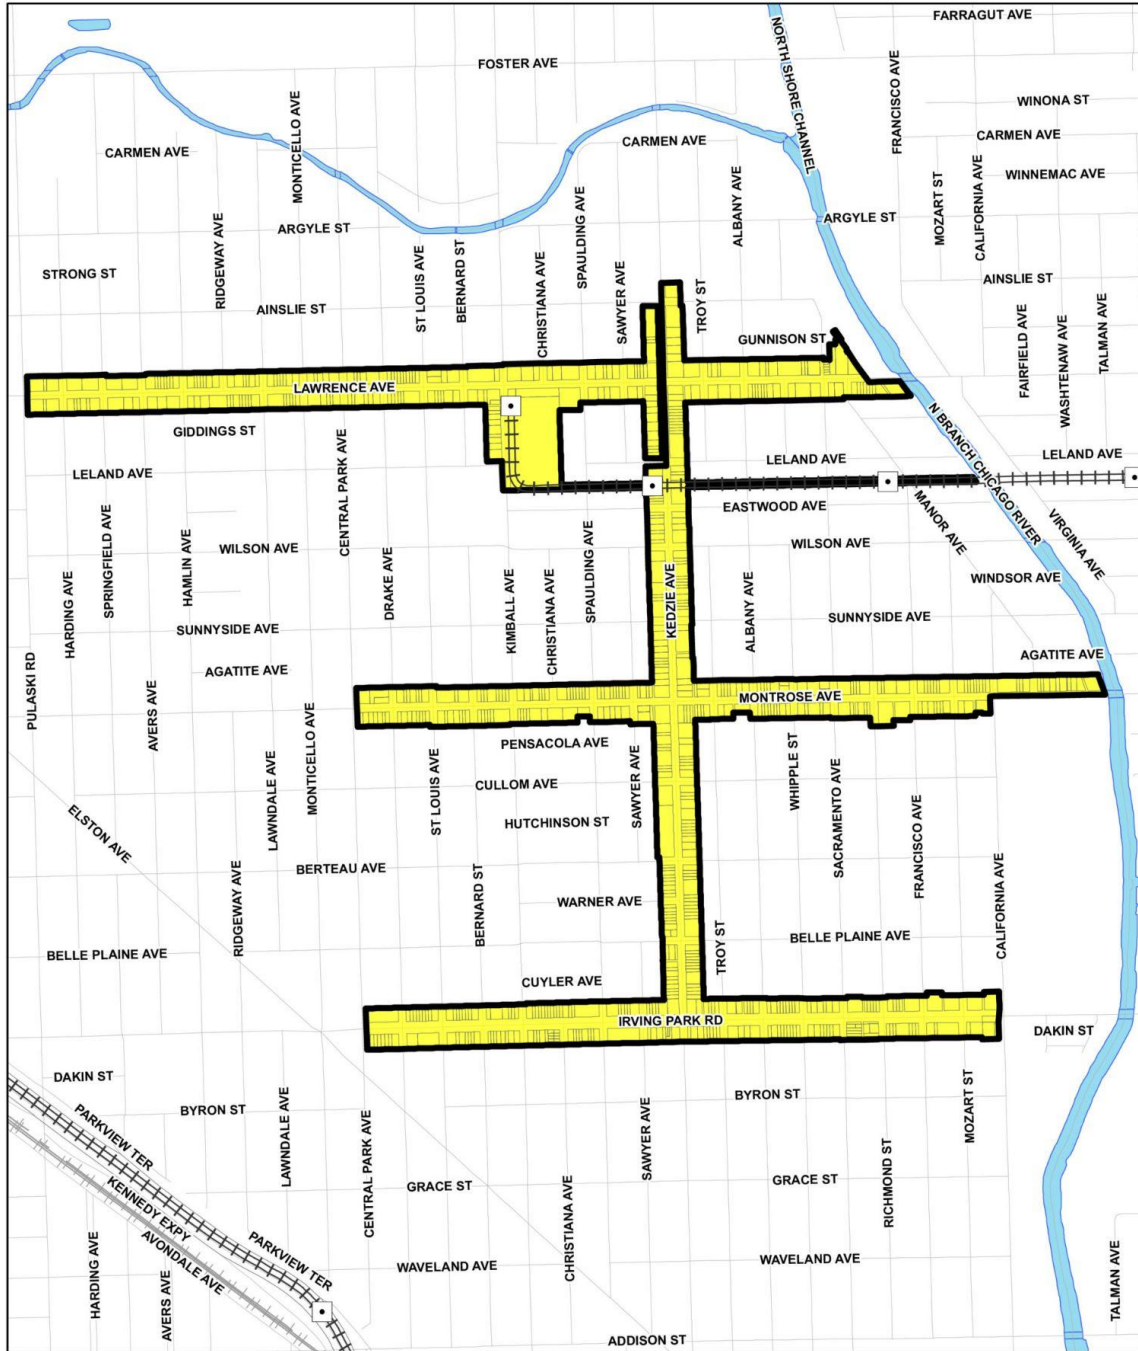 FARRAGUT AVE
FOSTER AVE
NORTH SHORE CHANNEL
FRANCISCO AVE
WINONA ST
MONTICELLO AVE
CARMEN AVE
CARMEN AVE
CARMEN AVE
WINNEMAC AVE
ALBANY AVE
MOZART ST
CALIFORNIA AVE
SPAULDING AVE
RIDGEWAY AVE
ARGYLE ST
ARGYLE ST
STRONG ST
ST LOUIS AVE
BERNARD ST
CHRISTIANA AVE
SAWYER AVE
TROY ST
AINSLIE ST
AINSLIE ST
FAIRFIELD AVE
WASHTENAW AVE
TALMAN AVE
GUNNISON ST
LAWRENCE AVE
GIDDINGS ST
N BRANCH CHICAGO RIVER
LELAND AVE
LELAND AVE
LELAND AVE
CENTRAL PARK AVE
EASTWOOD AVE
MANOR AVE
VIRGINIA AVE
SPRINGFIELD AVE
HAMLIN AVE
WILSON AVE
WILSON AVE
HARDING AVE
DRAKE AVE
KIMBALL AVE
CHRISTIANA AVE
SPAULDING AVE
KEDZIE AVE
ALBANY AVE
WINDSOR AVE
SUNNYSIDE AVE
SUNNYSIDE AVE
AGATITE AVE
AGATITE AVE
PULASKI RD
AVERS AVE
MONTROSE AVE
MONTICELLO AVE
PENSACOLA AVE
LAWNDALE AVE
ST LOUIS AVE
CULLOM AVE
SAWYER AVE
WHIPPLE ST
SACRAMENTO AVE
HUTCHINSON ST
ELSTON AVE
FRANCISCO AVE
BERTEAU AVE
RIDGEWAY AVE
BERNARD ST
WARNER AVE
CALIFORNIA AVE
BELLE PLAINE AVE
BELLE PLAINE AVE
TROY ST
CUYLER AVE
IRVING PARK RD
DAKIN ST
DAKIN ST
BYRON ST
BYRON ST
MOZART ST
PARKVIEW TER
LAWNDALE AVE
CENTRAL PARK AVE
SAWYER AVE
RICHMOND ST
GRACE ST
GRACE ST
KENNEDY EXPY
AVONDALE AVE
PARKVIEW TER
CHRISTIANA AVE
WAVELAND AVE
WAVELAND AVE
HARDING AVE
AVERS AVE
TALMAN AVE
ADDISON ST